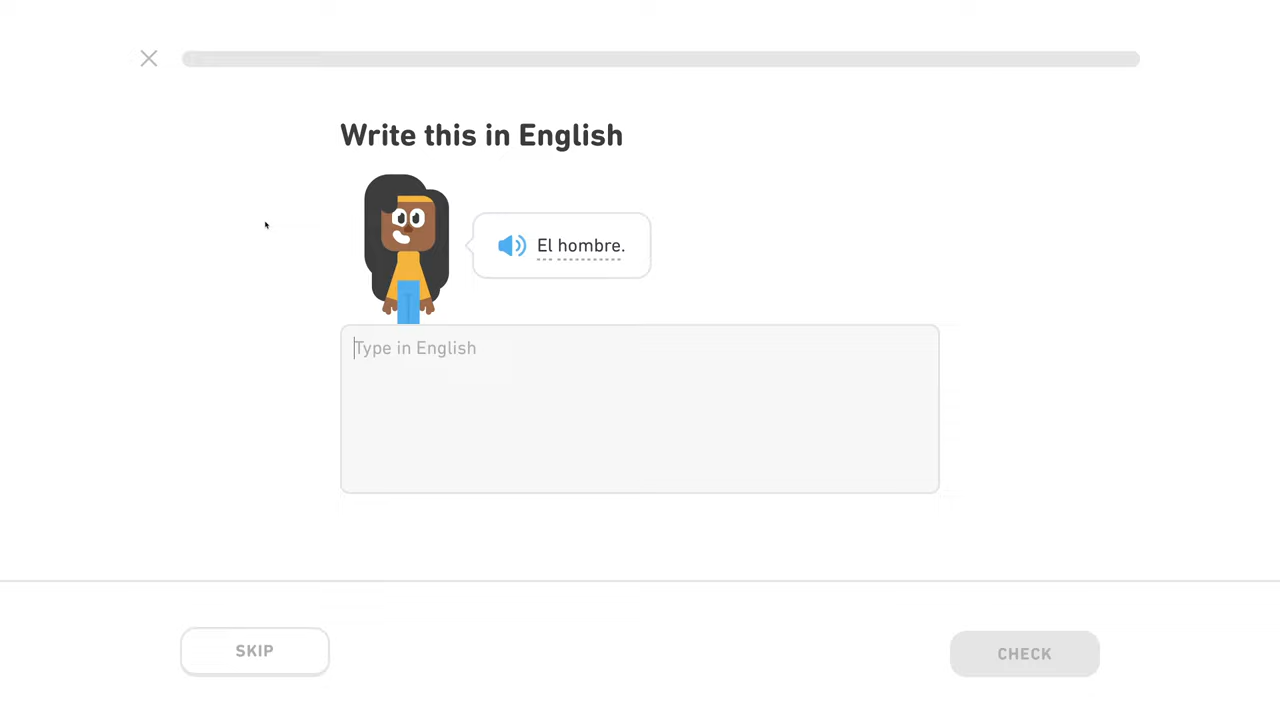 Write this in English
El hombre.
Type in English
SKIP
CHECK